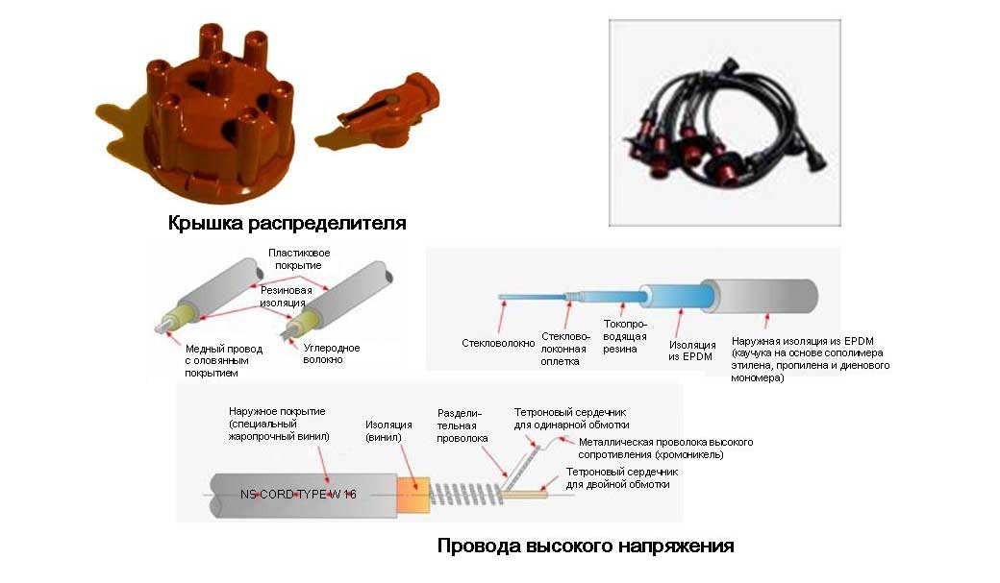 Крышка распределителя
Пластиковое
покрытие
Резиновая
изоляция
Медный провод
с оловянным
покрытием
Углеродное
волокно
Стекловолокно
Стеклово-
локонная
оплетка
Токопро-
водящая
резина
Изоляция
из EPDM
Наружная изоляция из EPDM
(каучука на основе сополимера
этилена, пропилена и диенового
мономера)
Наружное покрытие
(специальный
жаропрочный винил)
Изоляция
(винил)
Раздели-
тельная
проволока
Тетроновый сердечник
для одинарной обмотки
Металлическая проволока высокого
сопротивления (хромоникель)
Тетроновый сердечник
для двойной обмотки
NS CORD TYPE W 16
Провода высокого напряжения